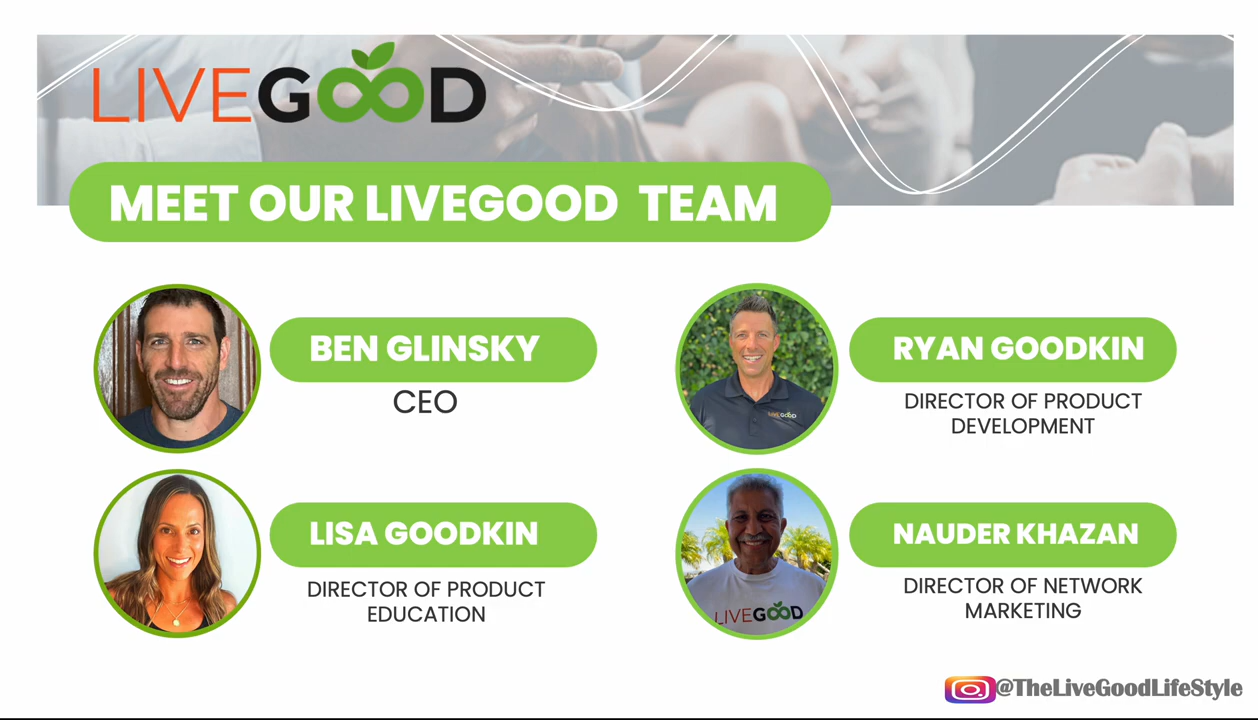 LIVEGOOD
MEET OUR LIVEGOOD TEAM
BEN GLINSKY
CEO
RYAN GOODKIN
DIRECTOR OF PRODUCT
DEVELOPMENT
LIVEGOOD
LISA GOODKIN
DIRECTOR OF PRODUCT
EDUCATION
NAUDER KHAZAN
DIRECTOR OF NETWORK
MARKETING
LIVEGOOD
@TheLiveGoodLifeStyle